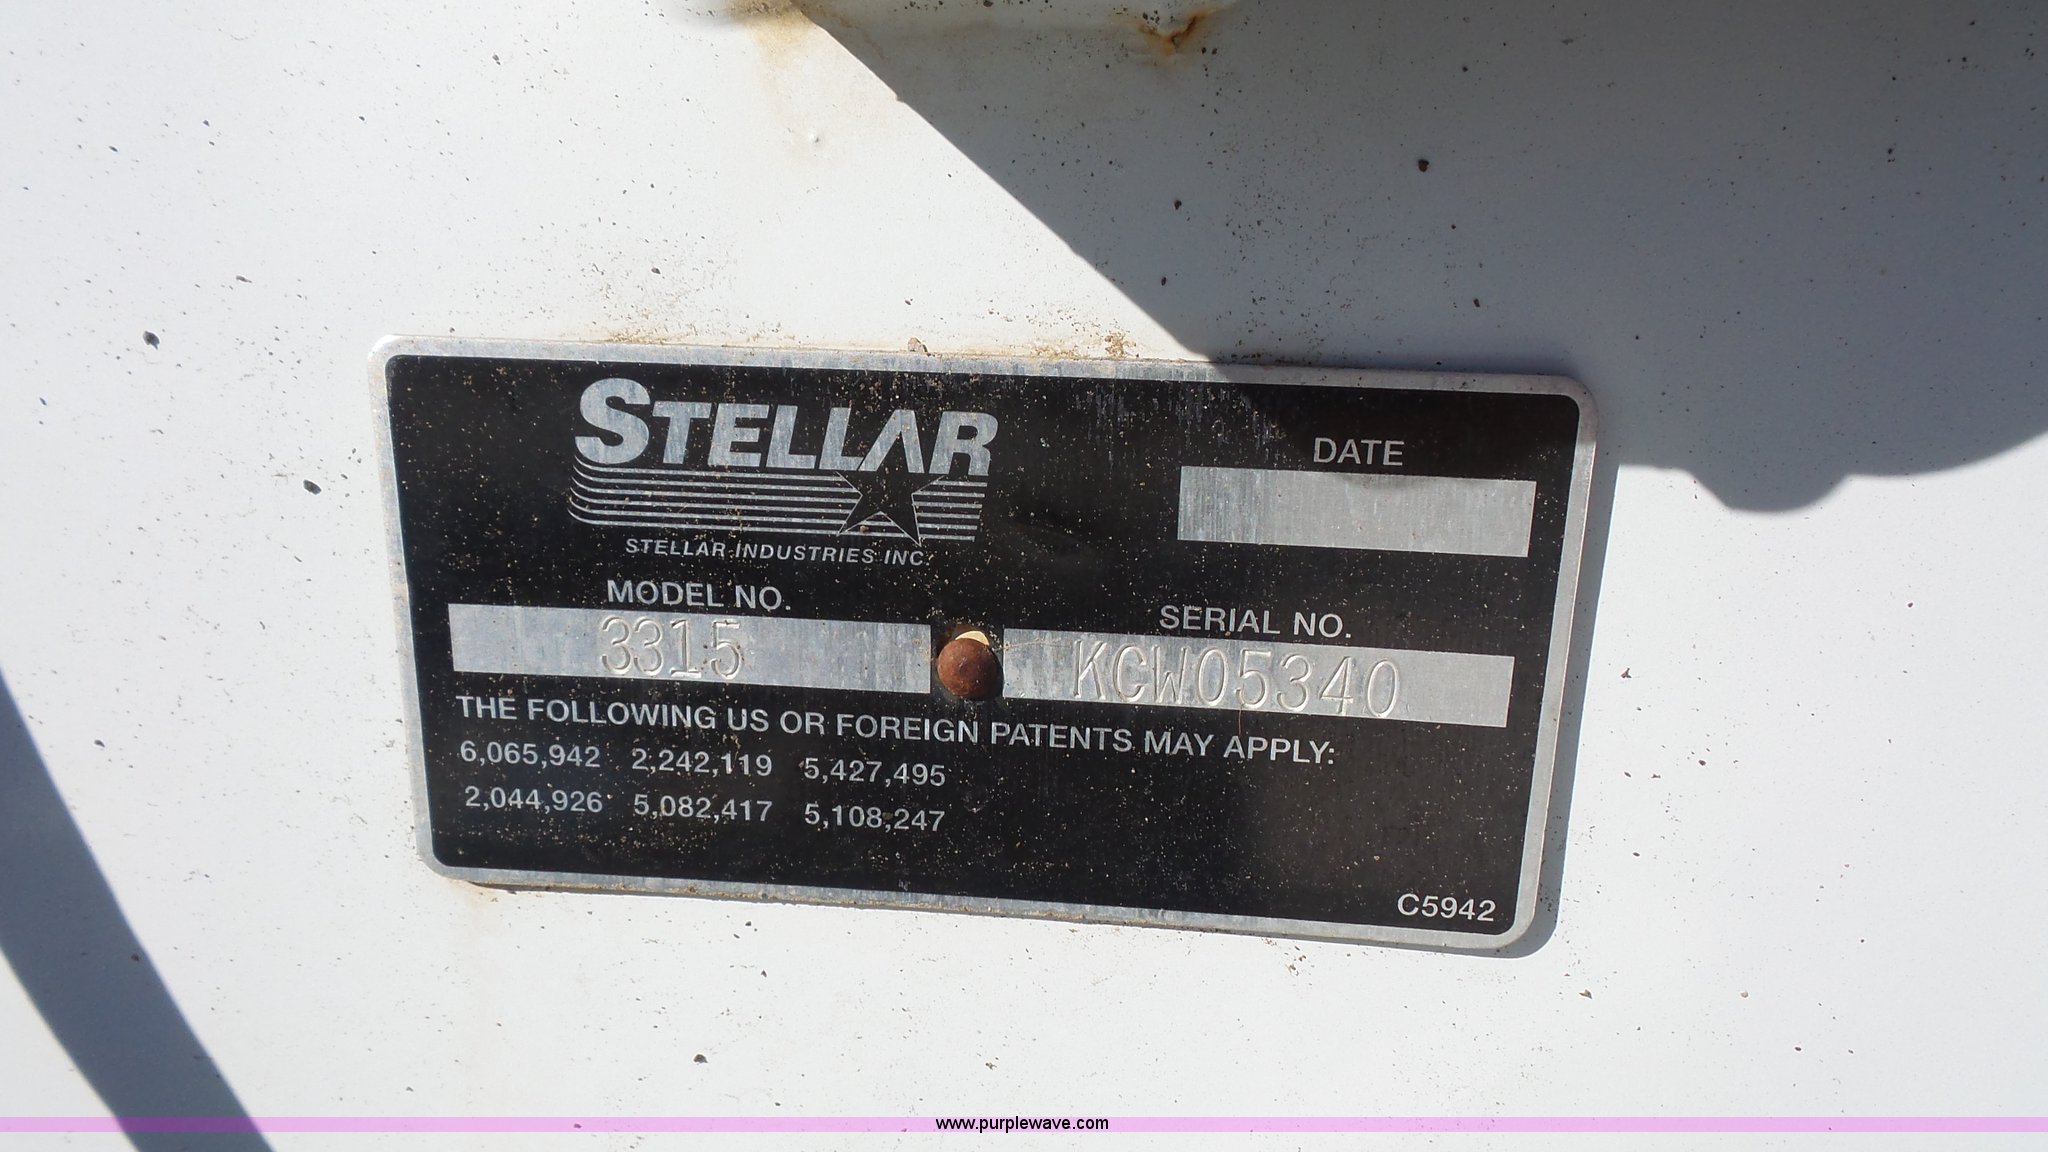 STELLAR
STELLAR INDUSTRIES INC.
DATE
MODEL NO.
3315
SERIAL NO.
KCW05340
THE FOLLOWING US OR FOREIGN PATENTS MAY APPLY:
6,065,942 2,242,119 5,427,495
2,044,926 5,082,417 5,108,247
C5942
www.purplewave.com